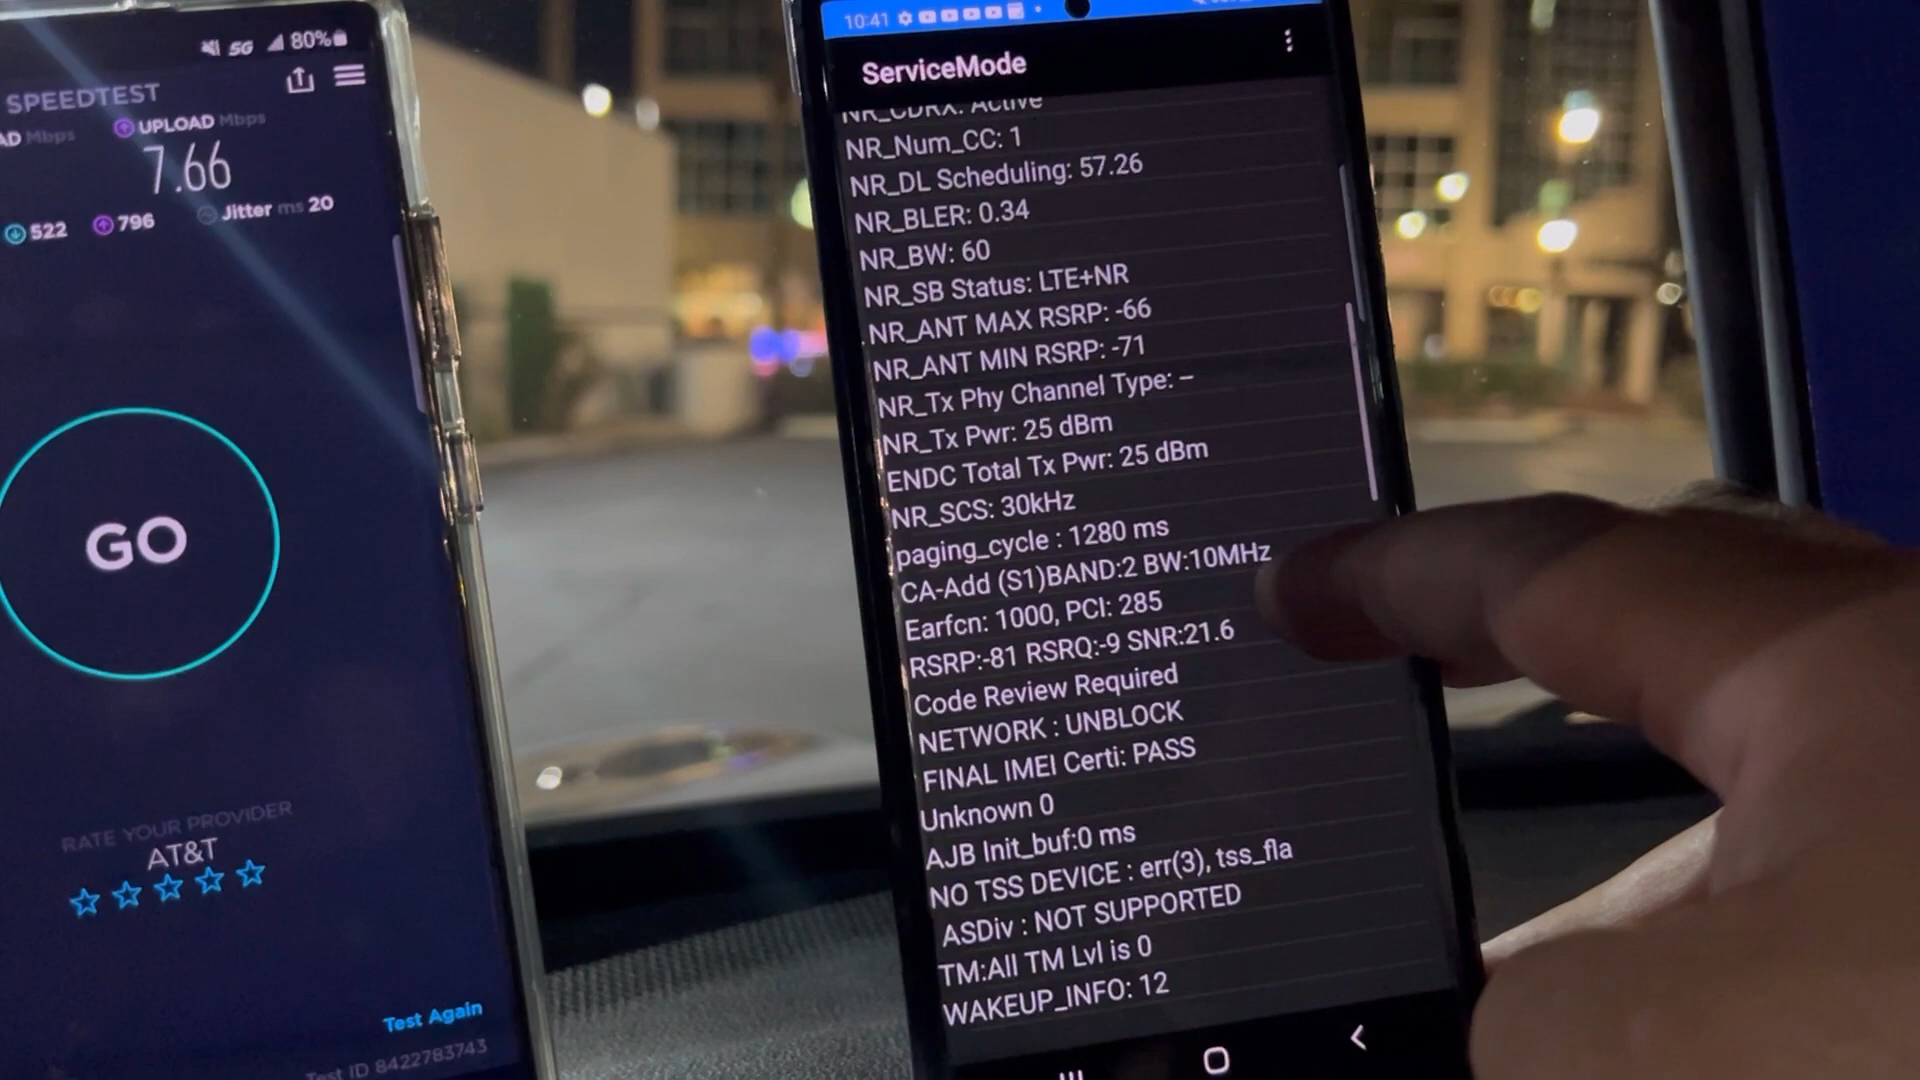 5G 80%
SPEEDTEST
AD Mbps
UPLOAD Mbps
7.66
522 796 Jitter ms 20
GO
RATE YOUR PROVIDER
AT&T
Test Again
Test ID 8422783743
10:41
ServiceMode
NR_CDRX: Active
NR_Num_CC: 1
NR_DL Scheduling: 57.26
NR_BLER: 0.34
NR_BW: 60
NR_SB Status: LTE+NR
NR_ANT MAX RSRP: -66
NR_ANT MIN RSRP: -71
NR_Tx Phy Channel Type: –
NR_Tx Pwr: 25 dBm
ENDC Total Tx Pwr: 25 dBm
NR_SCS: 30kHz
paging_cycle : 1280 ms
CA-Add (S1)BAND:2 BW:10MHz
Earfcn: 1000, PCI: 285
RSRP:-81 RSRQ:-9 SNR:21.6
Code Review Required
NETWORK : UNBLOCK
FINAL IMEI Certi: PASS
Unknown 0
AJB Init_buf:0 ms
NO TSS DEVICE : err(3), tss_fla
ASDiv : NOT SUPPORTED
TM:All TM Lvl is 0
WAKEUP_INFO: 12